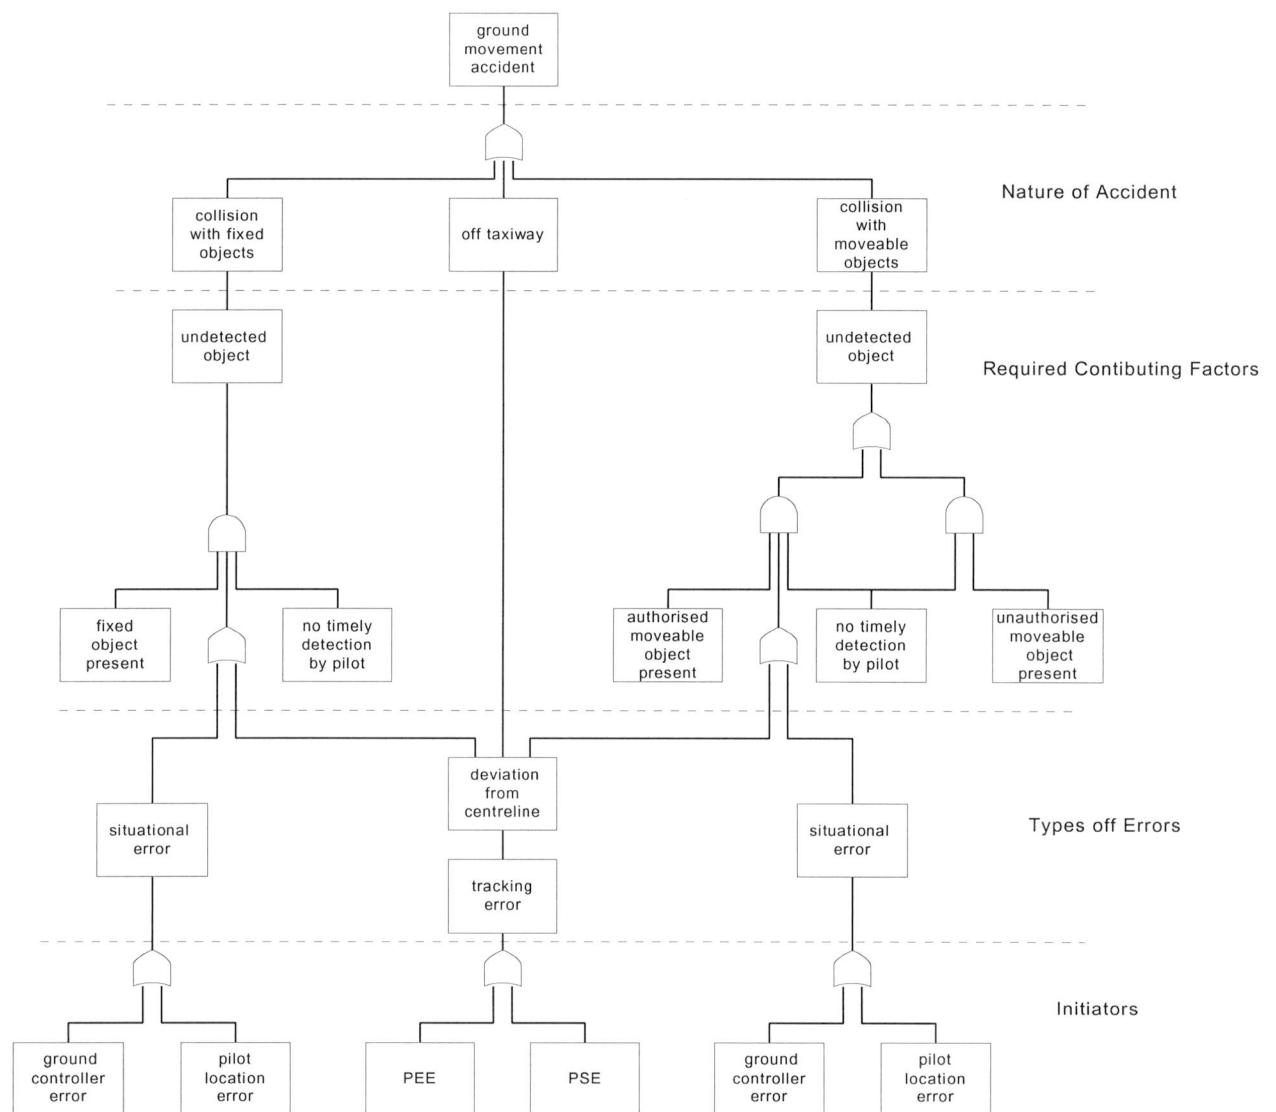 ground
movement
accident
Nature of Accident
collision
with fixed
objects
off taxiway
collision
with
moveable
objects
undetected
object
undetected
object
Required Contibuting Factors
fixed
object
present
no timely
detection
by pilot
authorised
moveable
object
present
no timely
detection
by pilot
unauthorised
moveable
object
present
deviation
from
centreline
situational
error
situational
error
Types off Errors
tracking
error
Initiators
ground
controller
error
pilot
location
error
PEE
PSE
ground
controller
error
pilot
location
error